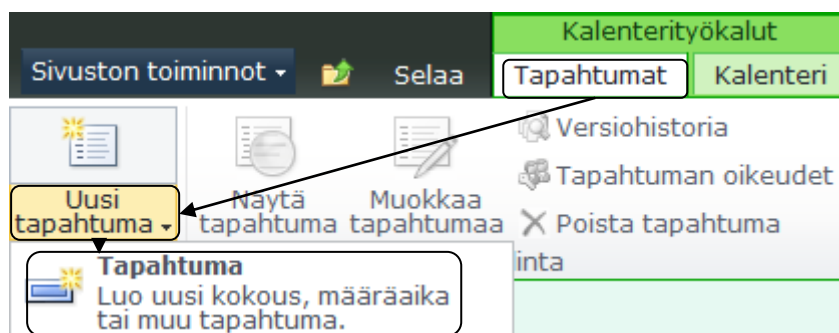 Kalenterityökalut
Sivuston toiminnot Selaa Tapahtumat Kalenteri
Versiohistoria
Tapahtuman oikeudet
Uusi Näytä Muokkaa
tapahtuma tapahtuma tapahtumaa Poista tapahtuma
Tapahtuma inta
Luo uusi kokous, määräaika
tai muu tapahtuma.